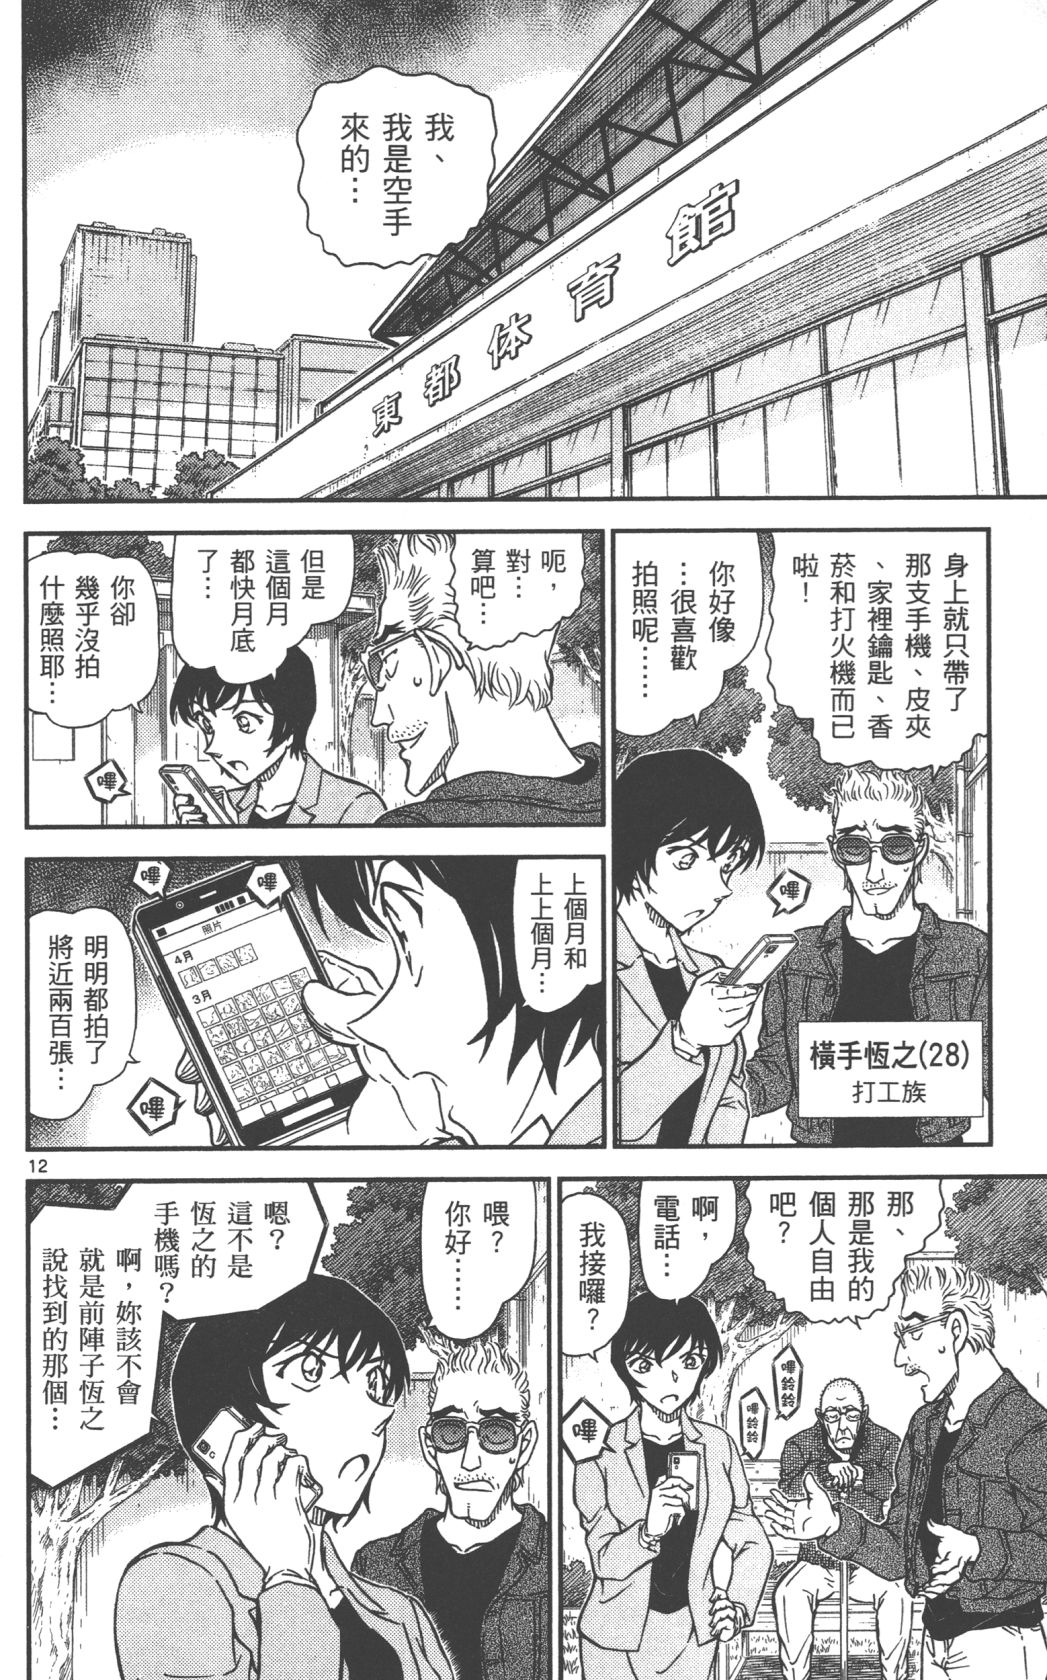 我、
我是空手
來的…
東都体育館
身上就只帶了
那支手機、皮夾
、家裡鑰匙、香
菸和打火機而已
啦！
你好像
…很喜歡
拍照呢……
嗶
橫手恆之(28)
打工族
呃，
對…
算吧…
但是
這個月
都快月底
了…
你卻
幾乎沒拍
什麼照耶…
嗶
上個月和
上上個月…
嗶
嗶
照片
4月
3月
明明都拍了
將近兩百張…
嗶
12
那、
那是我的
個人自由
吧？
啊，
電話…
我接囉？
嗶鈴鈴
嗶鈴鈴
嗶
喂？
你好……
嗯？
這不是
恆之的
手機嗎？
啊，妳該不會
就是前陣子恆之
說找到的那個…